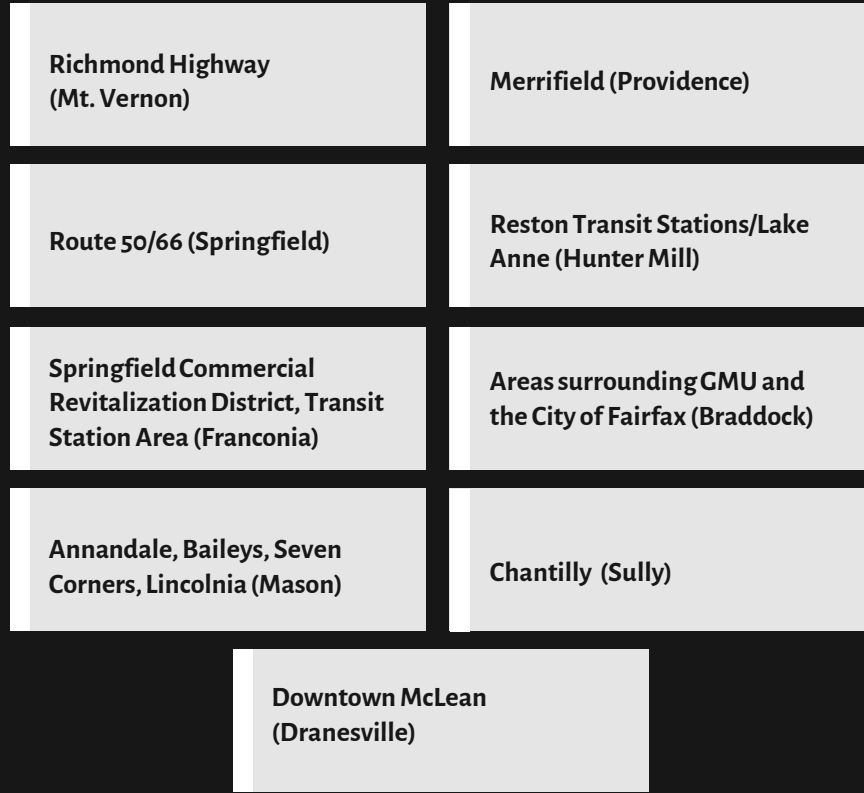 Richmond Highway
(Mt. Vernon)
Merrifield (Providence)
Route 50/66 (Springfield)
Reston Transit Stations/Lake
Anne (Hunter Mill)
Springfield Commercial
Revitalization District, Transit
Station Area (Franconia)
Areas surrounding GMU and
the City of Fairfax (Braddock)
Annandale, Baileys, Seven
Corners, Lincolnia (Mason)
Chantilly (Sully)
Downtown McLean
(Dranesville)